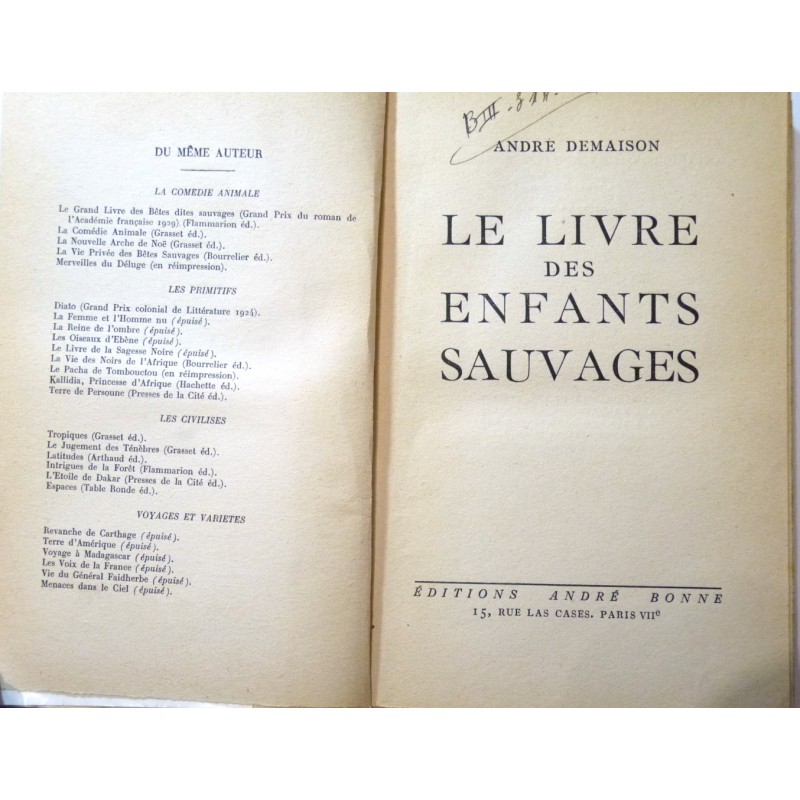 DU MÊME AUTEUR
LA COMEDIE ANIMALE
Le Grand Livre des Bêtes dites sauvages (Grand Prix du roman de
l'Académie française 1929) (Flammarion éd.).
La Comédie Animale (Grasset éd.).
La Nouvelle Arche de Noë (Grasset éd.).
La Vie Privée des Bêtes Sauvages (Bourrelier éd.).
Merveilles du Déluge (en réimpression).
LES PRIMITIFS
Diato (Grand Prix colonial de Littérature 1924).
La Femme et l'Homme nu (épuisé).
La Reine de l'ombre (épuisé).
Les Oiseaux d'Ebène (épuisé).
Le Livre de la Sagesse Noire (épuisé).
La Vie des Noirs de l'Afrique (Bourrelier éd.).
Le Pacha de Tombouctou (en réimpression).
Kallidia, Princesse d'Afrique (Hachette éd.).
Terre de Persoune (Presses de la Cité éd.).
LES CIVILISES
Tropiques (Grasset éd.).
Le Jugement des Ténèbres (Grasset éd.).
Latitudes (Arthaud éd.).
Intrigues de la Forêt (Flammarion éd.).
L'Etoile de Dakar (Presses de la Cité éd.).
Espaces (Table Ronde éd.).
VOYAGES ET VARIETES
Revanche de Carthage (épuisé).
Terre d'Amérique (épuisé).
Voyage à Madagascar (épuisé).
Les Voix de la France (épuisé).
Vie du Général Faidherbe (épuisé).
Menaces dans le Ciel (épuisé).
ANDRÉ DEMAISON
LE LIVRE
DES
ENFANTS
SAUVAGES
ÉDITIONS ANDRÉ BONNE
15, RUE LAS CASES. PARIS VIIe